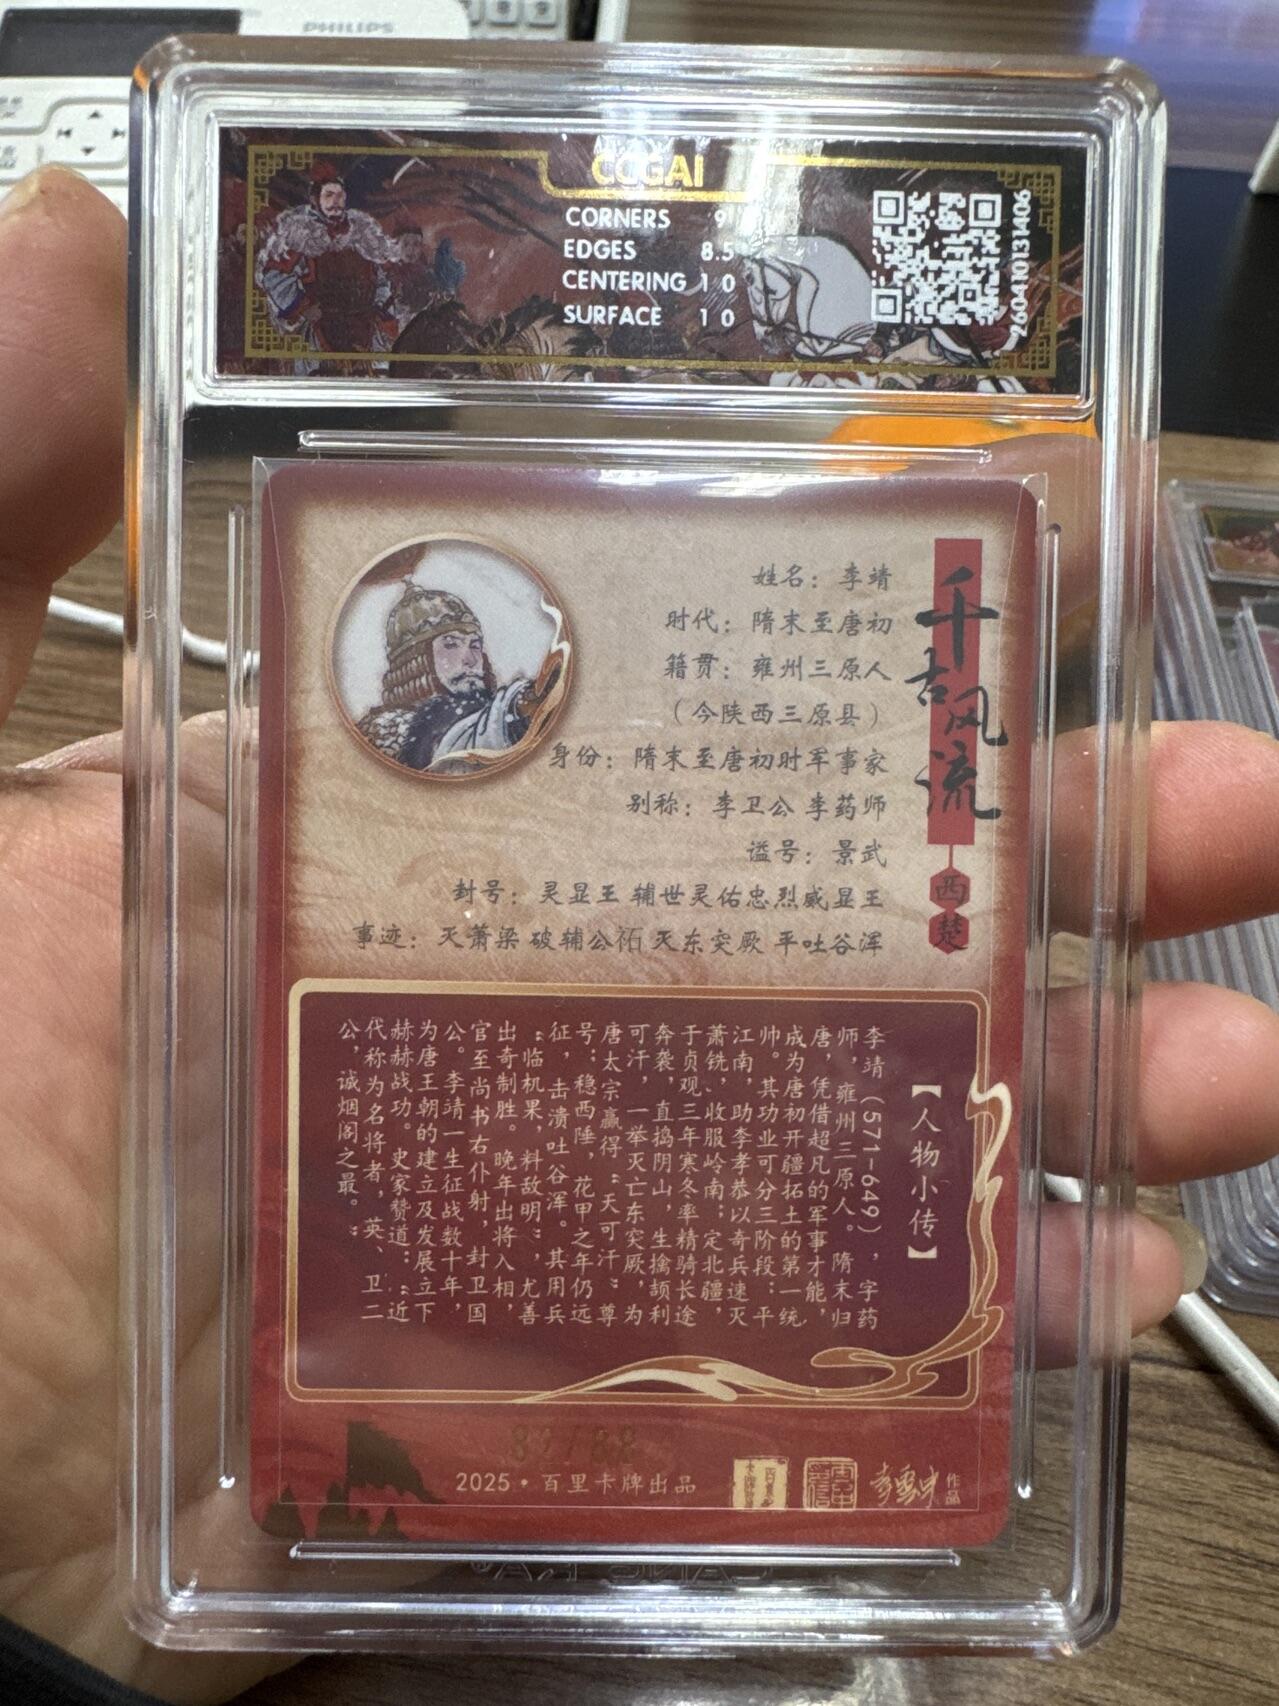 PHILIPS
CCGAI
CORNERS 9
EDGES 8.5
CENTERING 10
SURFACE 10
260410131406
千古风流
西楚
姓名：李靖
时代：隋末至唐初
籍贯：雍州三原人
（今陕西三原县）
身份：隋末至唐初时军事家
别称：李卫公 李药师
谥号：景武
封号：灵显王 辅世灵佑忠烈威显王
事迹：灭萧梁 破辅公祏 灭东突厥 平吐谷浑
【人物小传】
李靖（571-649），字药
师，雍州三原人。隋末归
唐，凭借超凡的军事才能，
成为唐初开疆拓土的第一统
帅。其功业可分三阶段：平
江南，助李孝恭以奇兵速灭
萧铣、收服岭南；定北疆，
于贞观三年寒冬率精骑长途
奔袭，直捣阴山，生擒颉利
可汗，一举灭亡东突厥，为
唐太宗赢得“天可汗”尊
号；稳西陲，花甲之年仍远
征，击溃吐谷浑。其用兵
“临机果，料敌明”，尤善
出奇制胜。晚年出将入相，
官至尚书右仆射，封卫国
公。李靖一生征战数十年，
为唐王朝的建立及发展立下
赫赫战功。史家赞道：“近
代称为名将者，英、卫二
公，诚烟阁之最。”
2025·百里卡牌出品
李云中
作品